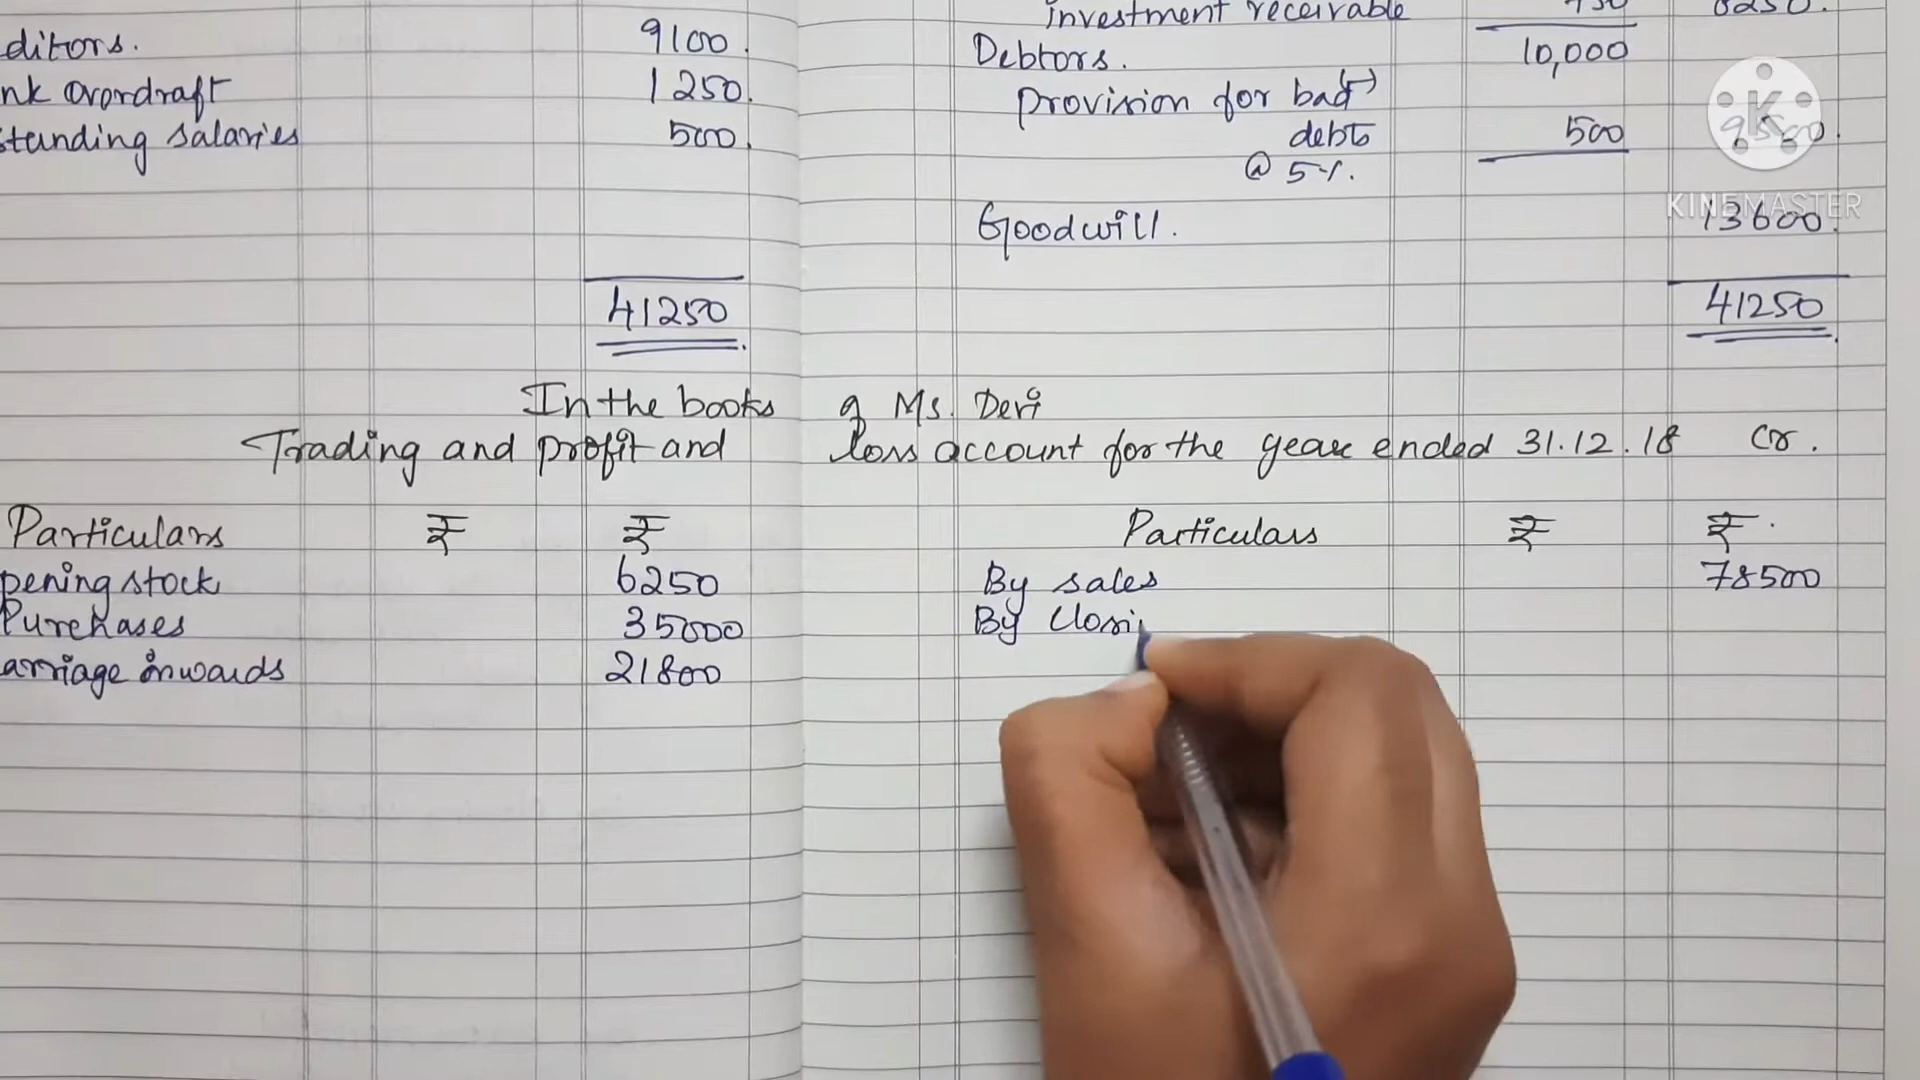 investment receivable 750 8250.
ditors. 9100.
Debtors. 10,000
nk overdraft 1250.
provision for bad (-)
standing salaries 500.
debts 500
@ 5%.
Goodwill. 13600.
41250
41250
In the books of Ms. Devi
Trading and profit and loss account for the year ended 31.12.18 Cr.
Particulars ₹ ₹
Particulars ₹ ₹.
pening stock 6250
By sales 78500
Purchases 35000
By Closi
arriage inwards 21800
K
KINEMASTER